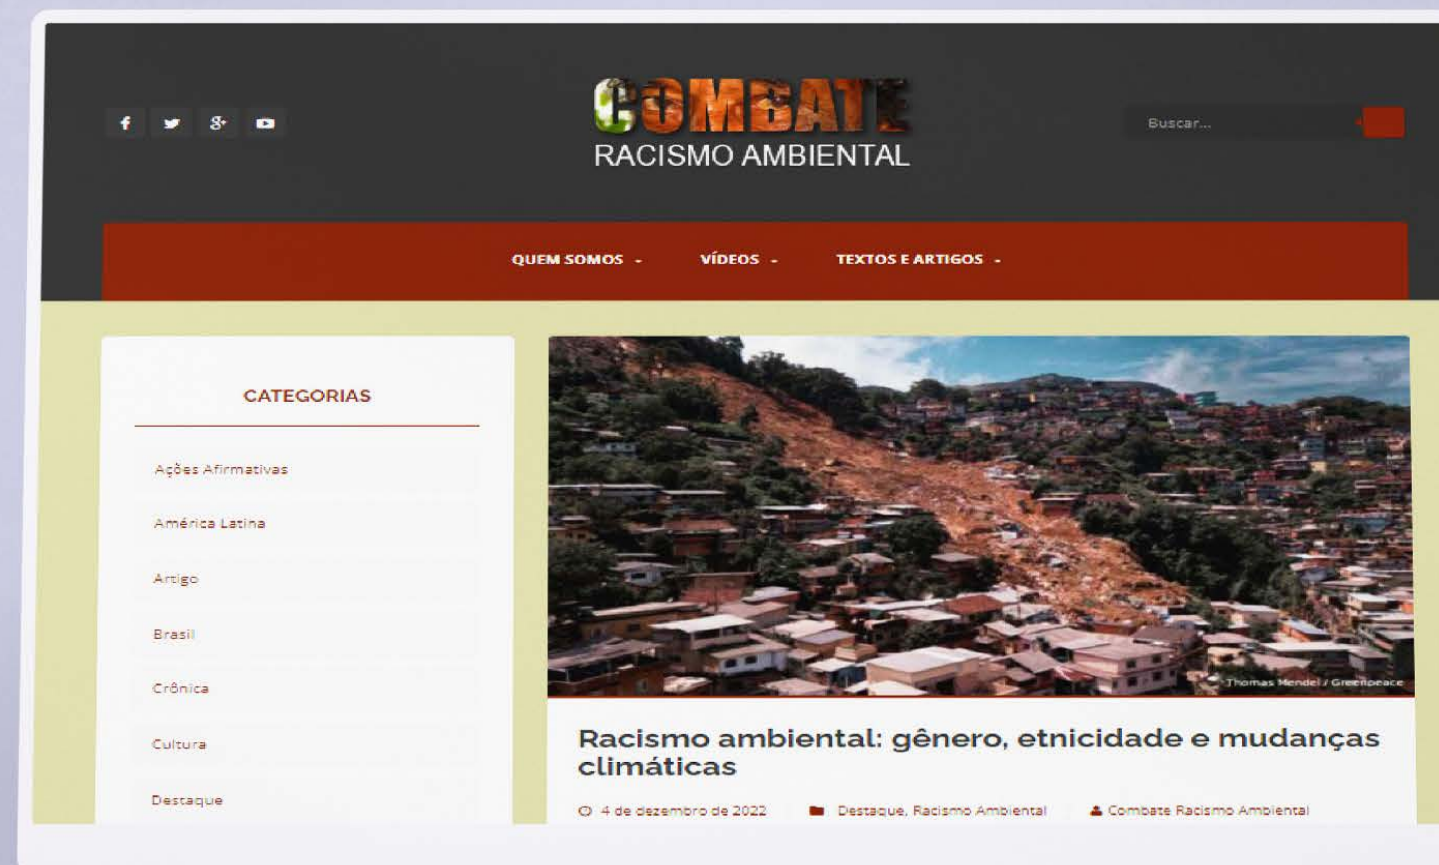 COMBATE
RACISMO AMBIENTAL
Buscar...
QUEM SOMOS
VÍDEOS
TEXTOS E ARTIGOS
CATEGORIAS
Ações Afirmativas
América Latina
Artigo
Brasil
Crônica
Cultura
Destaque
Thomas Mendel / Greenpeace
Racismo ambiental: gênero, etnicidade e mudanças
climáticas
4 de dezembro de 2022 Destaque, Racismo Ambiental Combate Racismo Ambiental